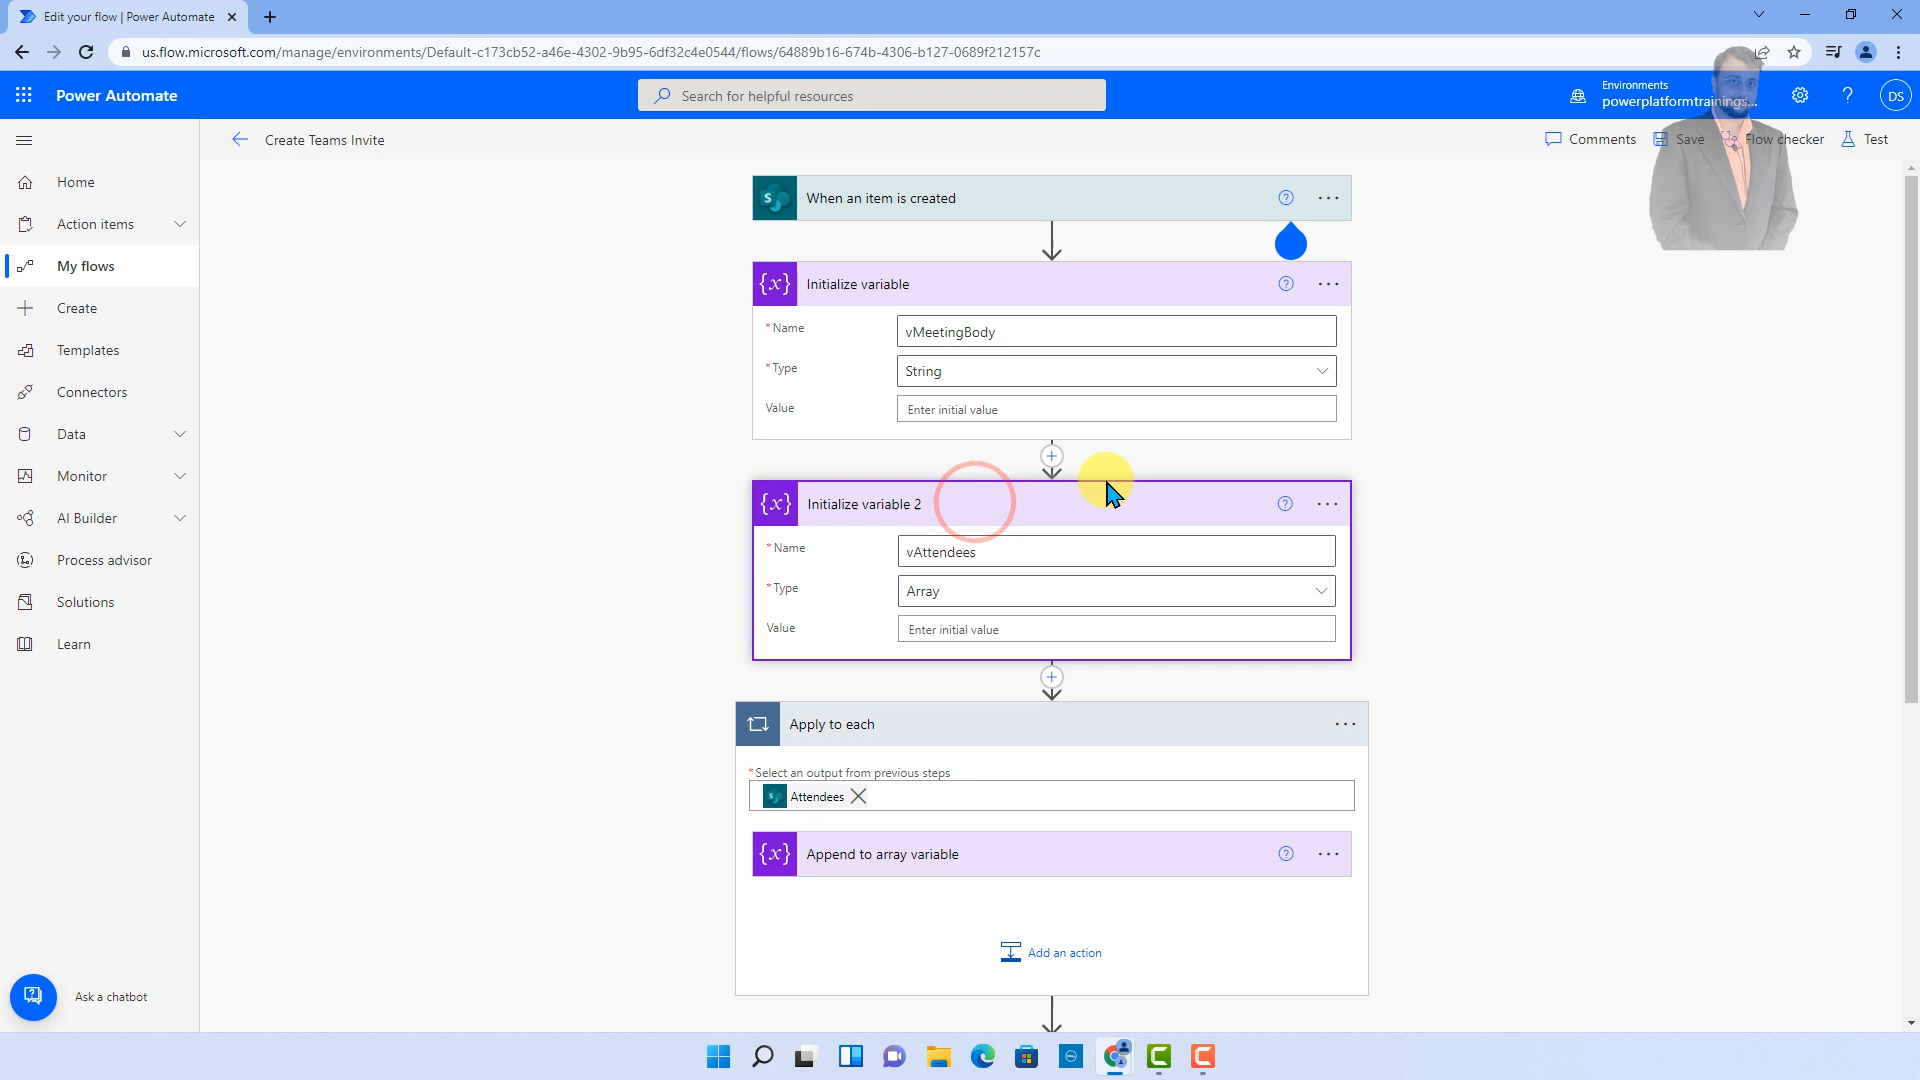 Edit your flow | Power Automate
us.flow.microsoft.com/manage/environments/Default-c173cb52-a46e-4302-9b95-6df32c4e0544/flows/64889b16-674b-4306-b127-0689f212157c
Power Automate
Search for helpful resources
Environments
powerplatformtrainings...
DS
Create Teams Invite
Comments
Save
Flow checker
Test
Home
Action items
My flows
Create
Templates
Connectors
Data
Monitor
AI Builder
Process advisor
Solutions
Learn
Ask a chatbot
When an item is created
{x} Initialize variable
* Name
vMeetingBody
* Type
String
Value
Enter initial value
{x} Initialize variable 2
* Name
vAttendees
* Type
Array
Value
Enter initial value
Apply to each
* Select an output from previous steps
S Attendees
{x} Append to array variable
Add an action